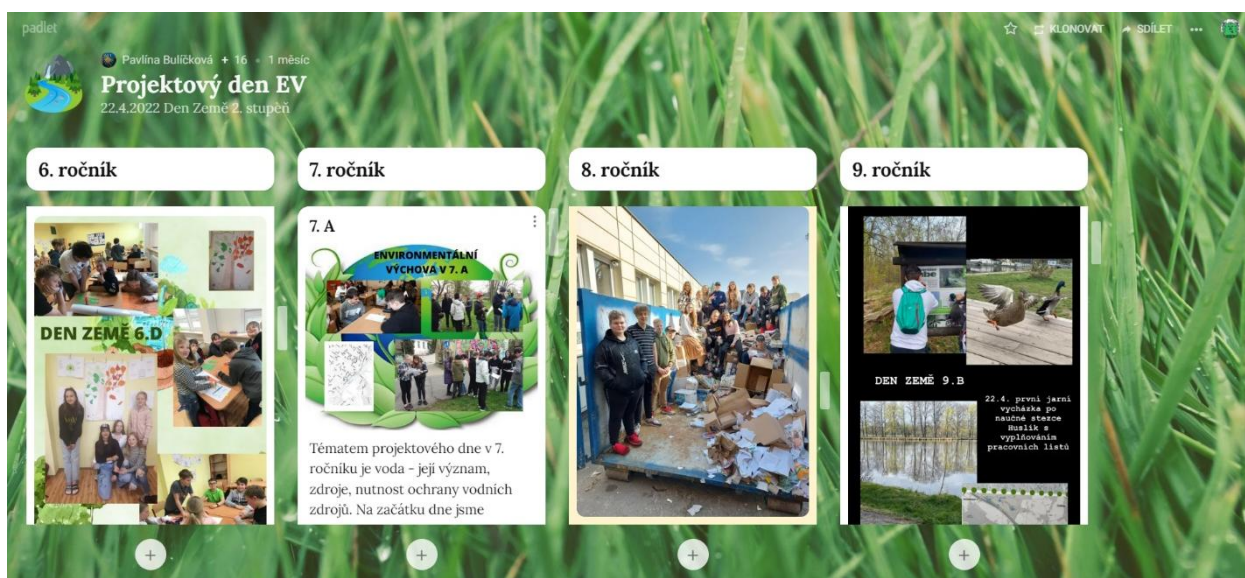 padlet
KLONOVAT
SDÍLET
Pavlína Bulíčková + 16 • 1 měsíc
Projektový den EV
22.4.2022 Den Země 2. stupeň
6. ročník
7. ročník
8. ročník
9. ročník
DEN ZEMĚ 6.D
7. A
ENVIRONMENTÁLNÍ
VÝCHOVA V 7. A
Tématem projektového dne v 7.
ročníku je voda - její význam,
zdroje, nutnost ochrany vodních
zdrojů. Na začátku dne jsme
DEN ZEMĚ 9.B
22.4. první jarní
vycházka po
naučné stezce
Huslík s
vyplňováním
pracovních listů